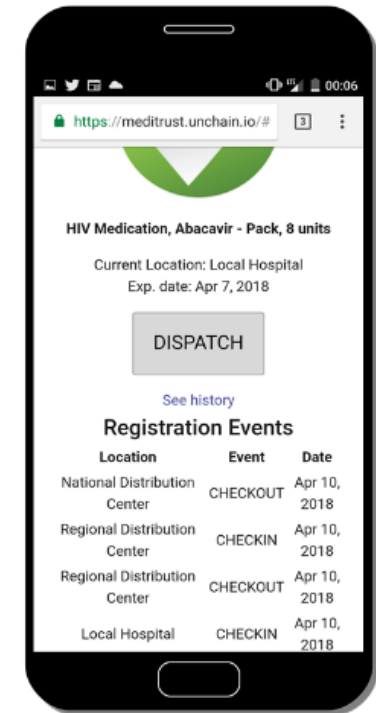 00:06
https://meditrust.unchain.io/#
3
HIV Medication, Abacavir - Pack, 8 units
Current Location: Local Hospital
Exp. date: Apr 7, 2018
DISPATCH
See history
Registration Events
Location Event Date
National Distribution Center CHECKOUT Apr 10, 2018
Regional Distribution Center CHECKIN Apr 10, 2018
Regional Distribution Center CHECKOUT Apr 10, 2018
Local Hospital CHECKIN Apr 10, 2018